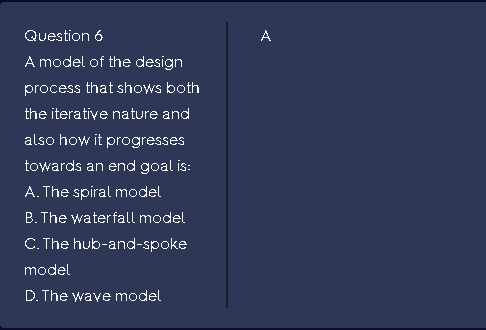 Question 6
A model of the design
process that shows both
the iterative nature and
also how it progresses
towards an end goal is:
A. The spiral model
B. The waterfall model
C. The hub-and-spoke
model
D. The wave model
A